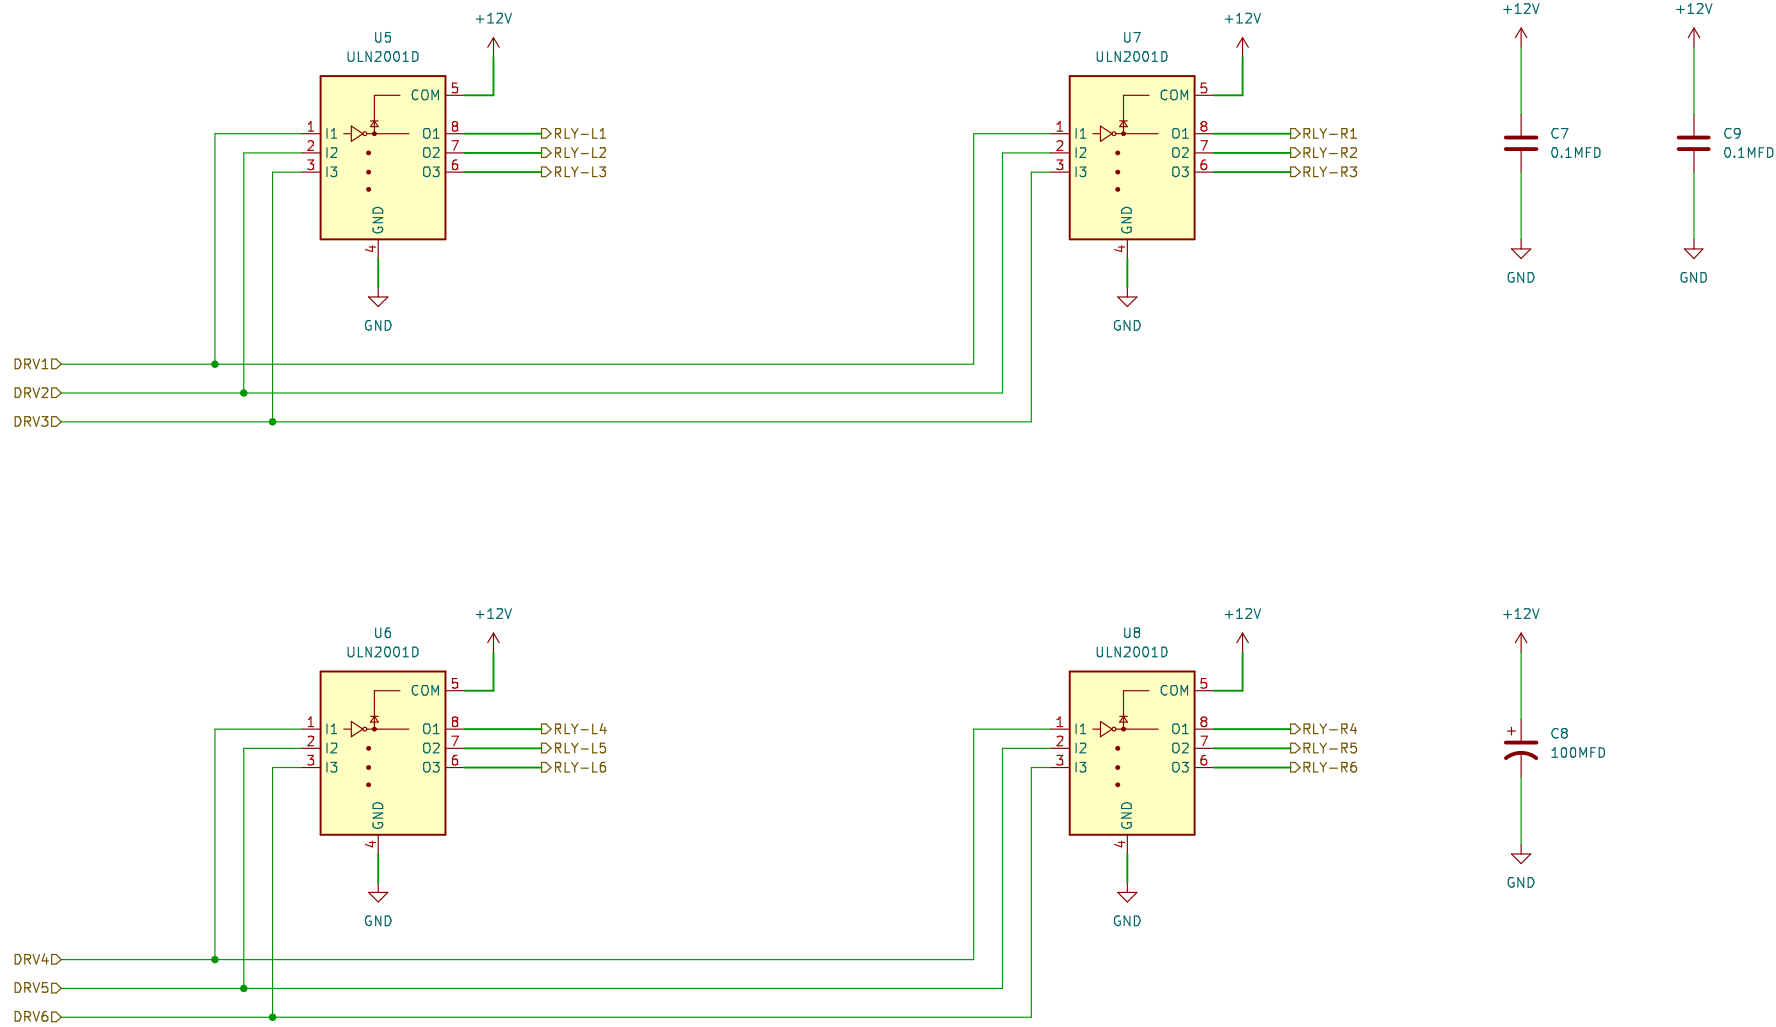 +12V
U5
ULN2001D
COM 5
1 I1 O1 8 RLY-L1
2 I2 O2 7 RLY-L2
3 I3 O3 6 RLY-L3
GND
4
GND
+12V
U7
ULN2001D
COM 5
1 I1 O1 8 RLY-R1
2 I2 O2 7 RLY-R2
3 I3 O3 6 RLY-R3
GND
4
GND
+12V
C7
0.1MFD
GND
+12V
C9
0.1MFD
GND
DRV1
DRV2
DRV3
+12V
U6
ULN2001D
COM 5
1 I1 O1 8 RLY-L4
2 I2 O2 7 RLY-L5
3 I3 O3 6 RLY-L6
GND
4
GND
+12V
U8
ULN2001D
COM 5
1 I1 O1 8 RLY-R4
2 I2 O2 7 RLY-R5
3 I3 O3 6 RLY-R6
GND
4
GND
+12V
+
C8
100MFD
GND
DRV4
DRV5
DRV6